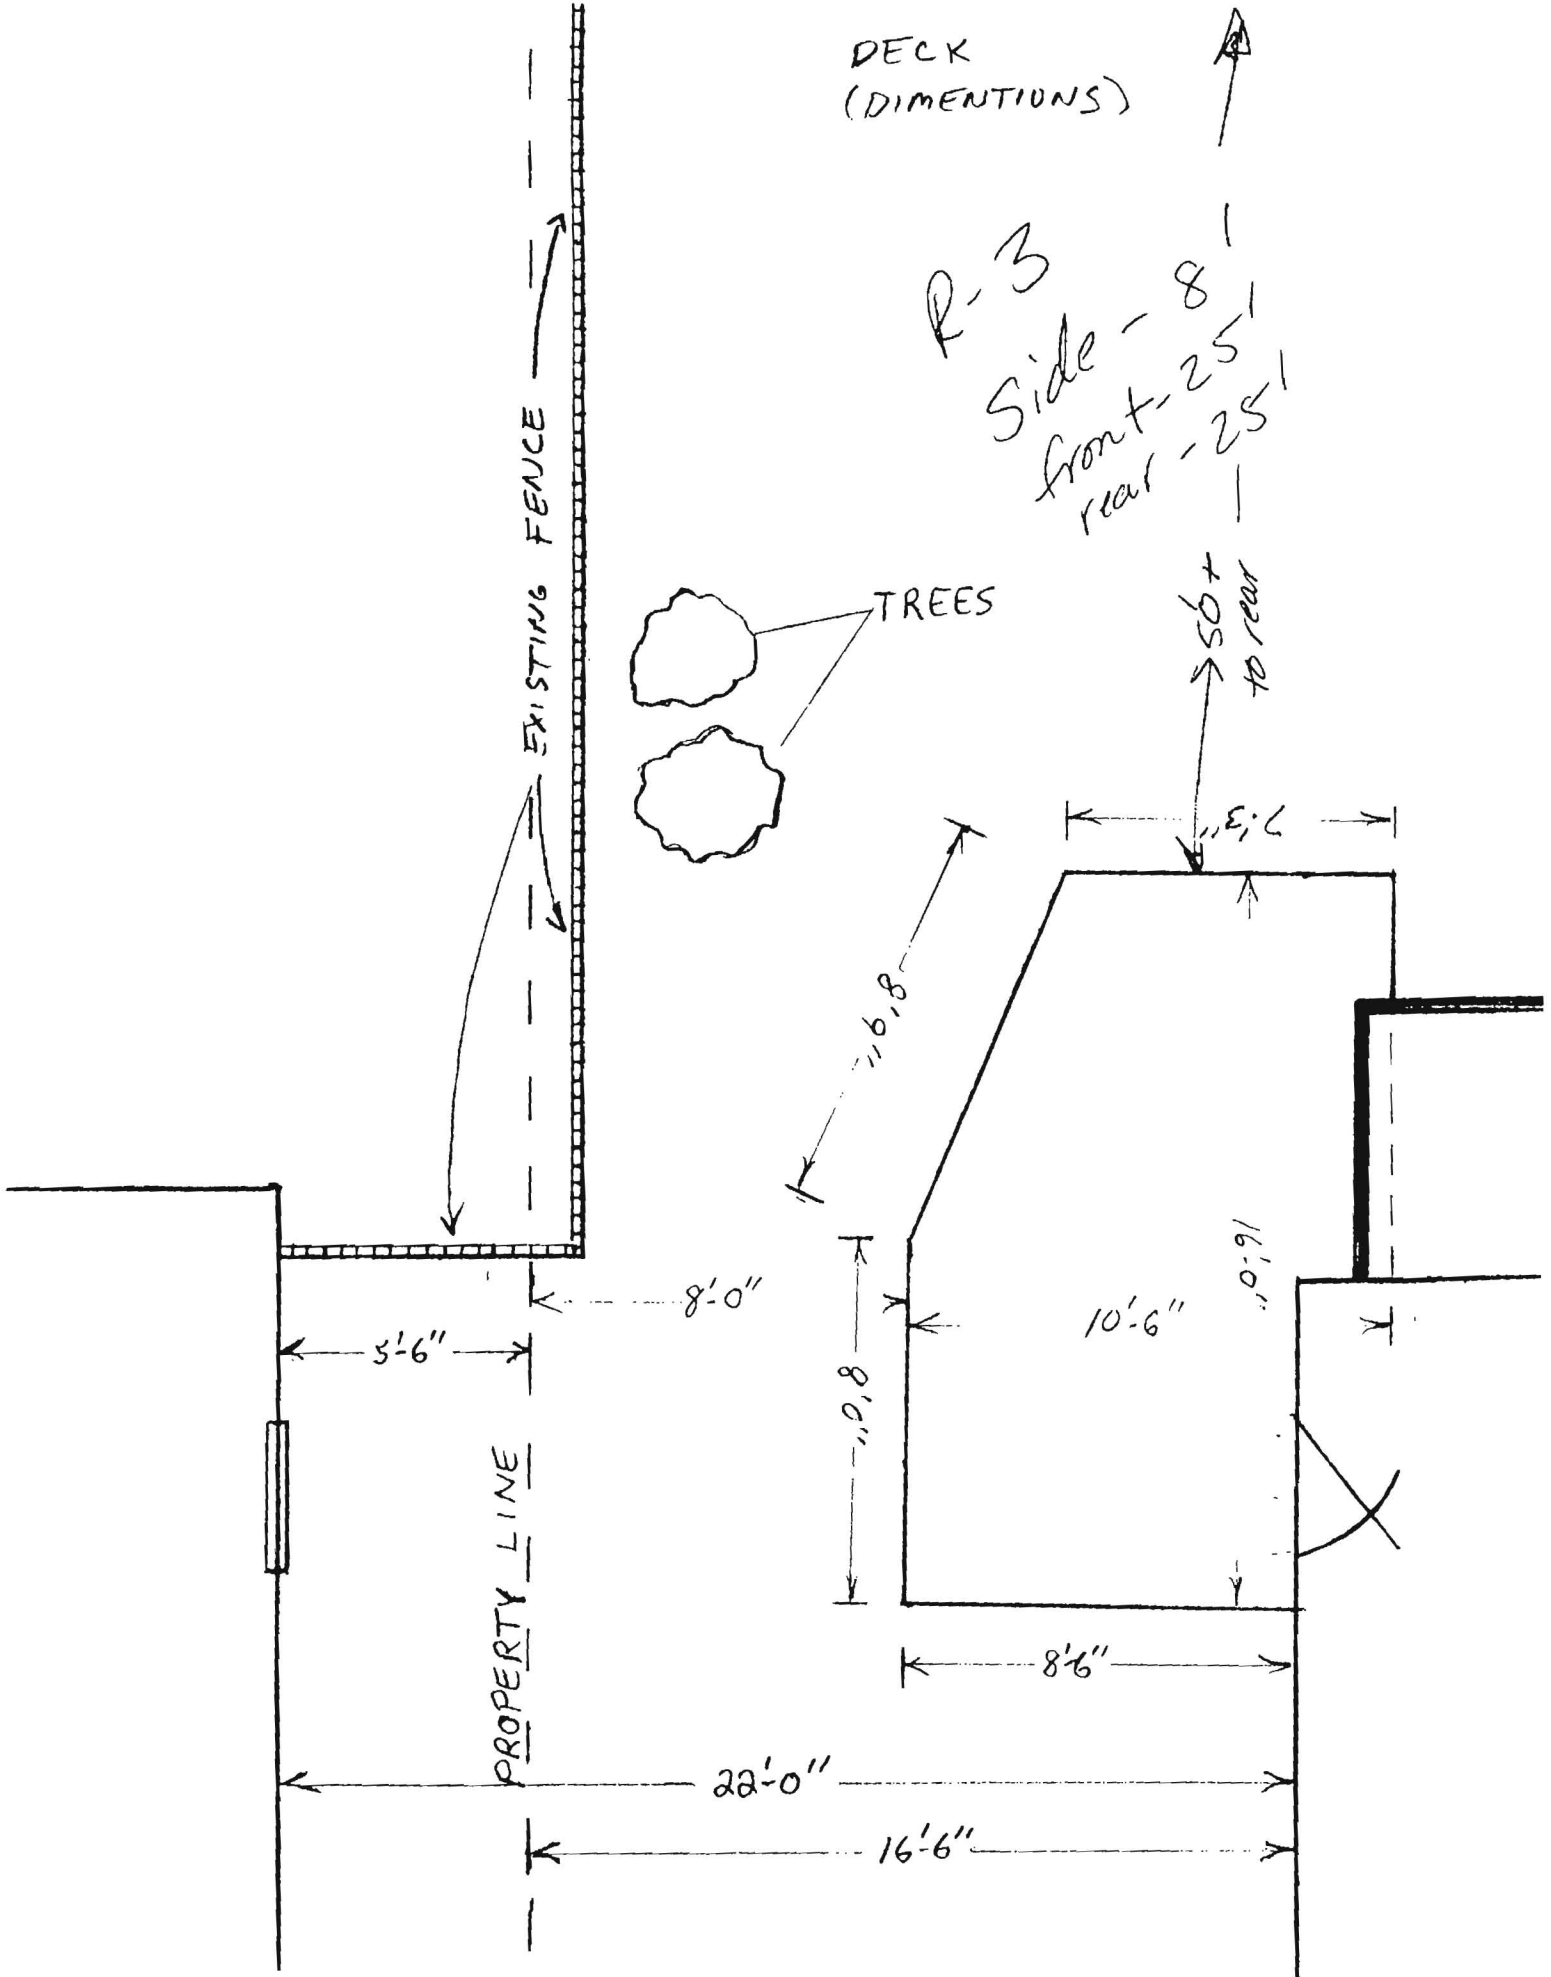 DECK
(DIMENTIONS)
R-3
Side - 8'
front - 25'
rear - 25'
EXISTING FENCE
TREES
56+
to rear
7'-3"
8'-9"
8'-0"
16'-0"
10'-6"
5'-6"
8'-0"
PROPERTY LINE
8'-6"
22'-0"
16'-6"